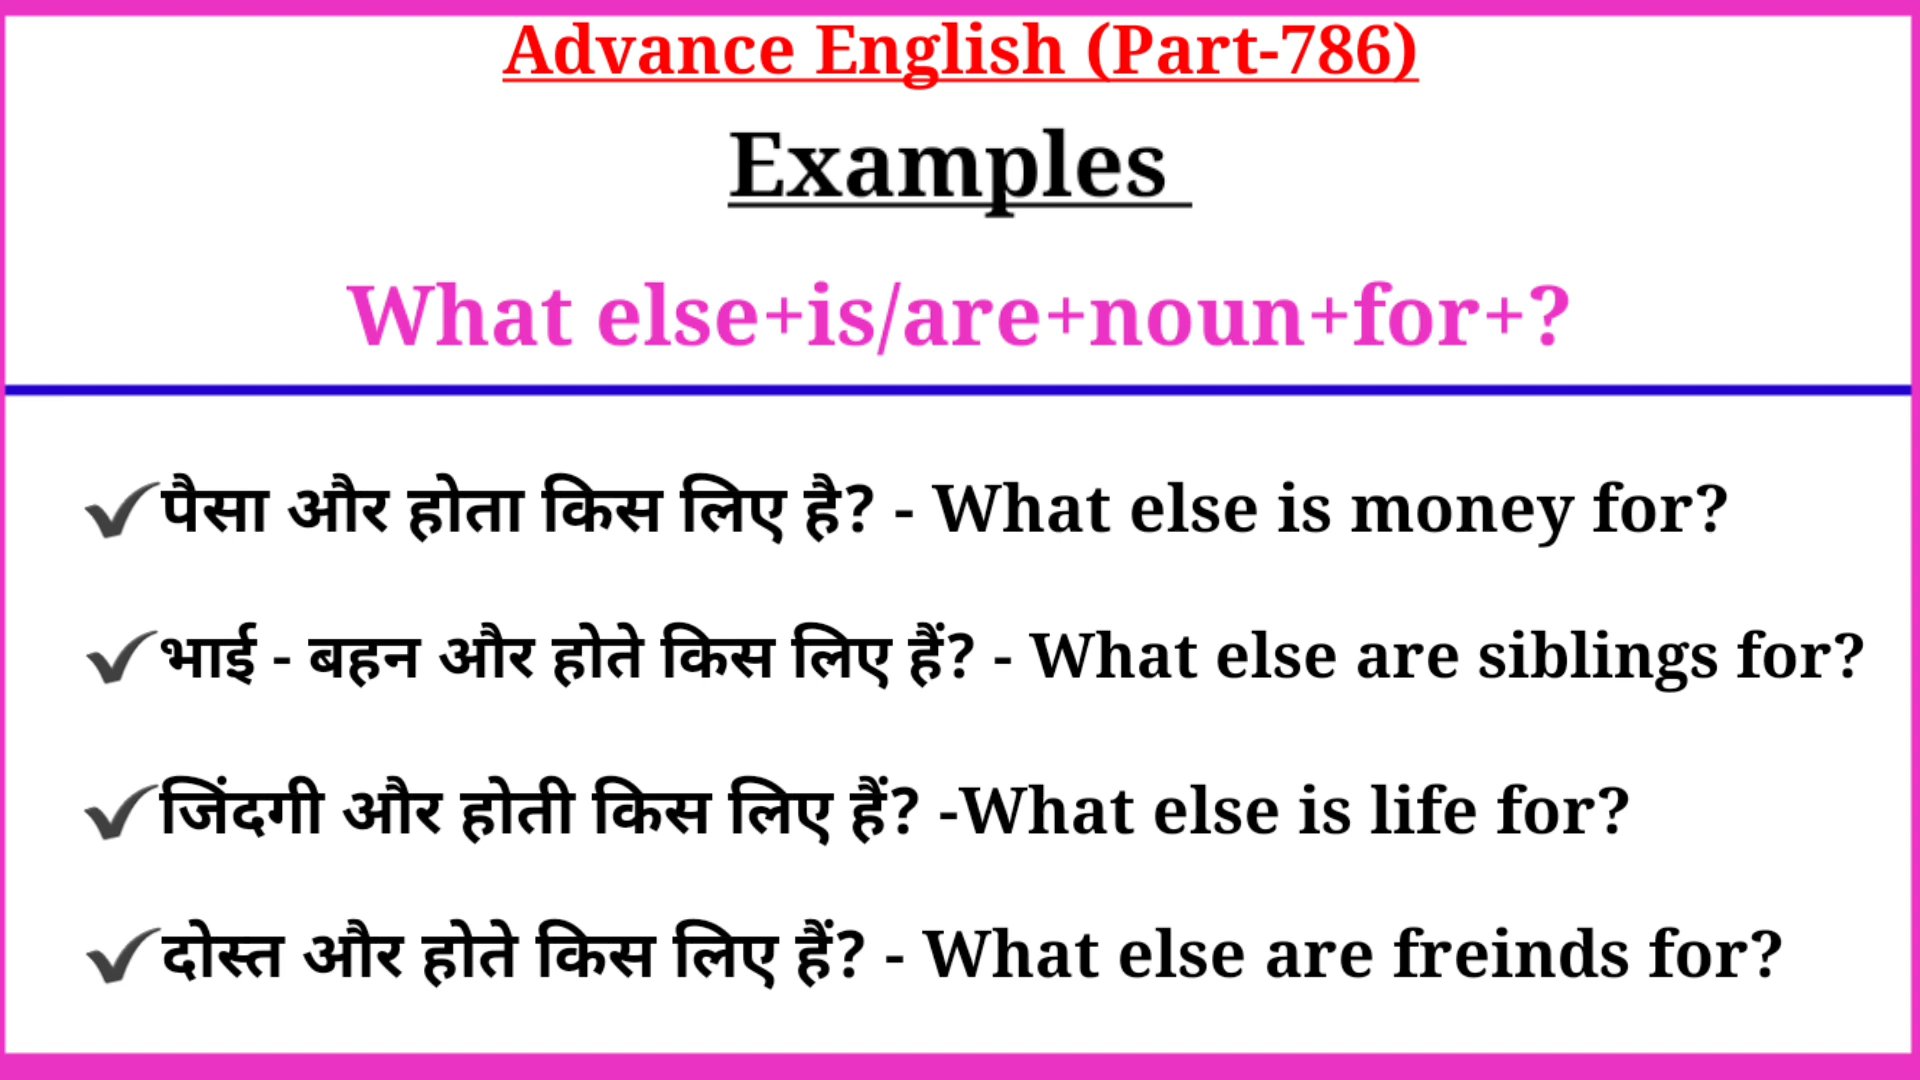 Advance English (Part-786)
Examples
What else+is/are+noun+for+?
पैसा और होता किस लिए है? - What else is money for?
भाई - बहन और होते किस लिए हैं? - What else are siblings for?
जिंदगी और होती किस लिए हैं? -What else is life for?
दोस्त और होते किस लिए हैं? - What else are freinds for?